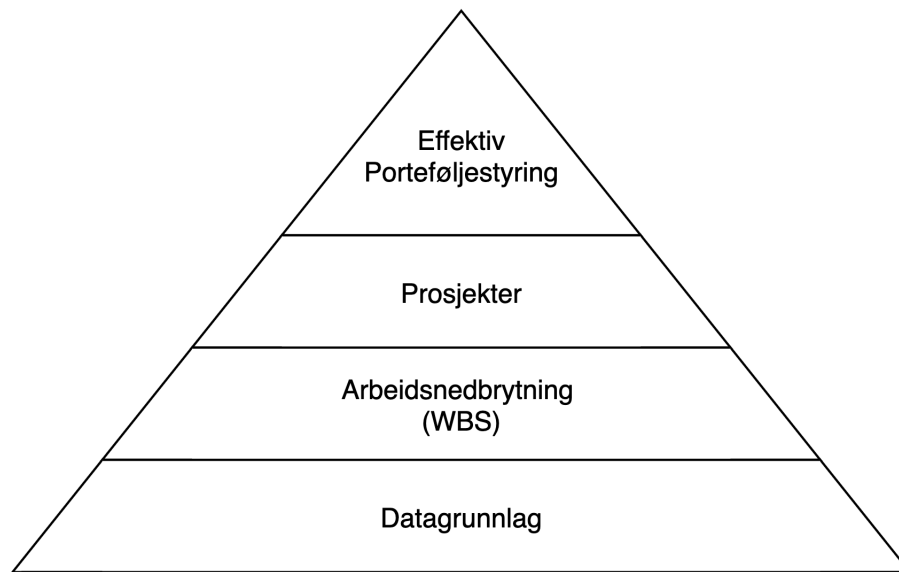 Effektiv
Porteføljestyring
Prosjekter
Arbeidsnedbrytning
(WBS)
Datagrunnlag